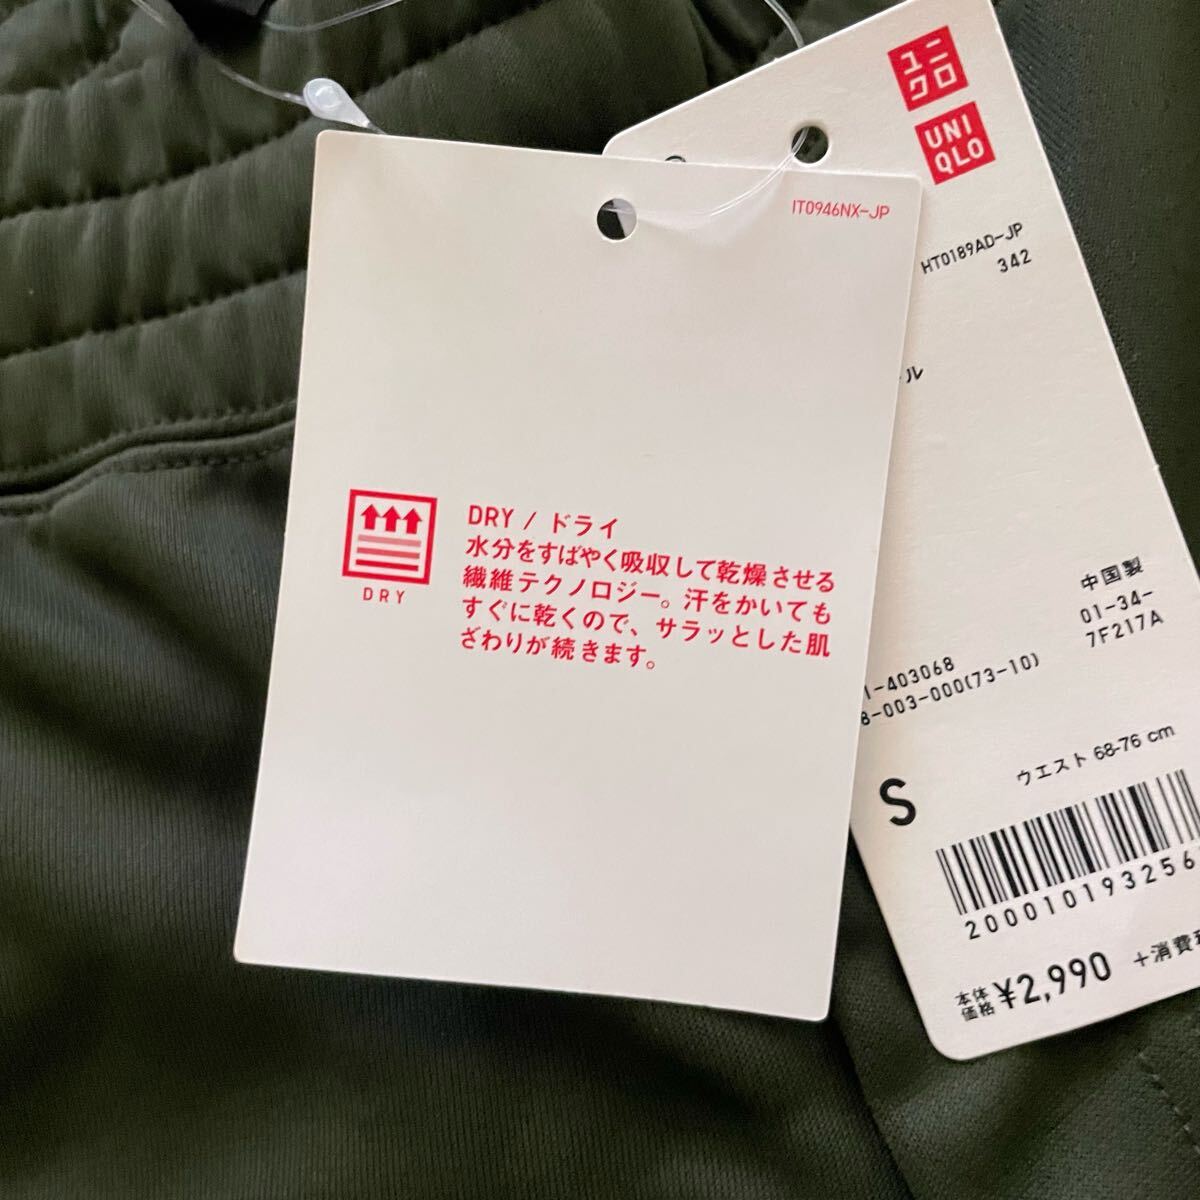 IT0946NX-JP
DRY / ドライ
水分をすばやく吸収して乾燥させる
繊維テクノロジー。汗をかいても
すぐに乾くので、サラッとした肌
ざわりが続きます。
DRY
ユニ
クロ
UNI
QLO
HT0189AD-JP
342
ル
中国製
01-34-
7F217A
1-403068
8-003-000(73-10)
S
ウエスト 68-76 cm
200010193256
本体
価格 ¥2,990 +消費